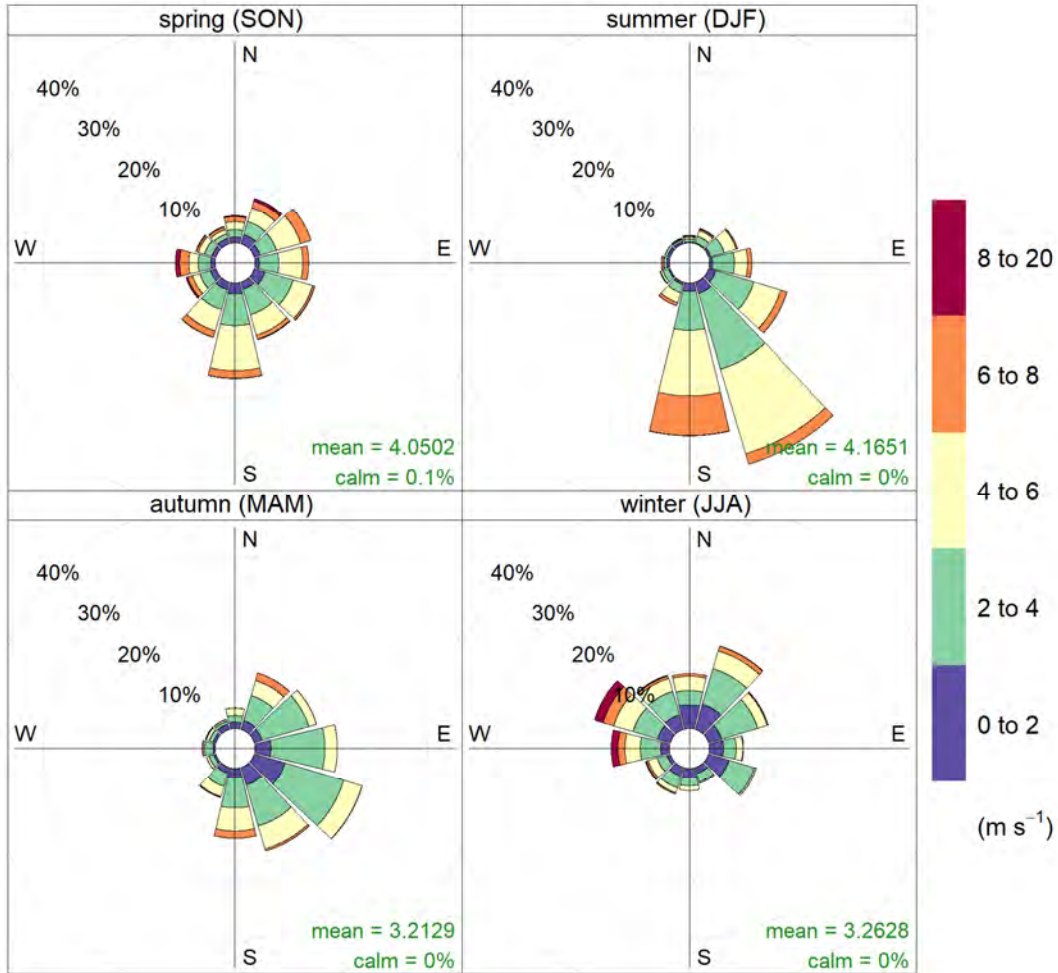 spring (SON)
summer (DJF)
N
40%
30%
20%
10%
W
E
mean = 4.0502
calm = 0.1%
S
N
40%
30%
20%
10%
W
E
mean = 4.1651
calm = 0%
S
autumn (MAM)
winter (JJA)
N
40%
30%
20%
10%
W
E
mean = 3.2129
calm = 0%
S
N
40%
30%
20%
10%
W
E
mean = 3.2628
calm = 0%
S
8 to 20
6 to 8
4 to 6
2 to 4
0 to 2
(m s⁻¹)